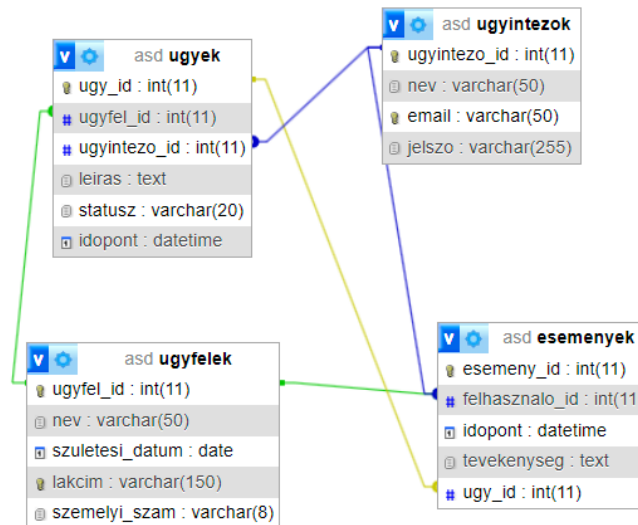 asd ugyek
ugy_id : int(11)
ugyfel_id : int(11)
ugyintezo_id : int(11)
leiras : text
statusz : varchar(20)
idopont : datetime
asd ugyintezok
ugyintezo_id : int(11)
nev : varchar(50)
email : varchar(50)
jelszo : varchar(255)
asd ugyfelek
ugyfel_id : int(11)
nev : varchar(50)
szuletesi_datum : date
lakcim : varchar(150)
szemelyi_szam : varchar(8)
asd esemenyek
esemeny_id : int(11)
felhasznalo_id : int(11
idopont : datetime
tevekenyseg : text
ugy_id : int(11)